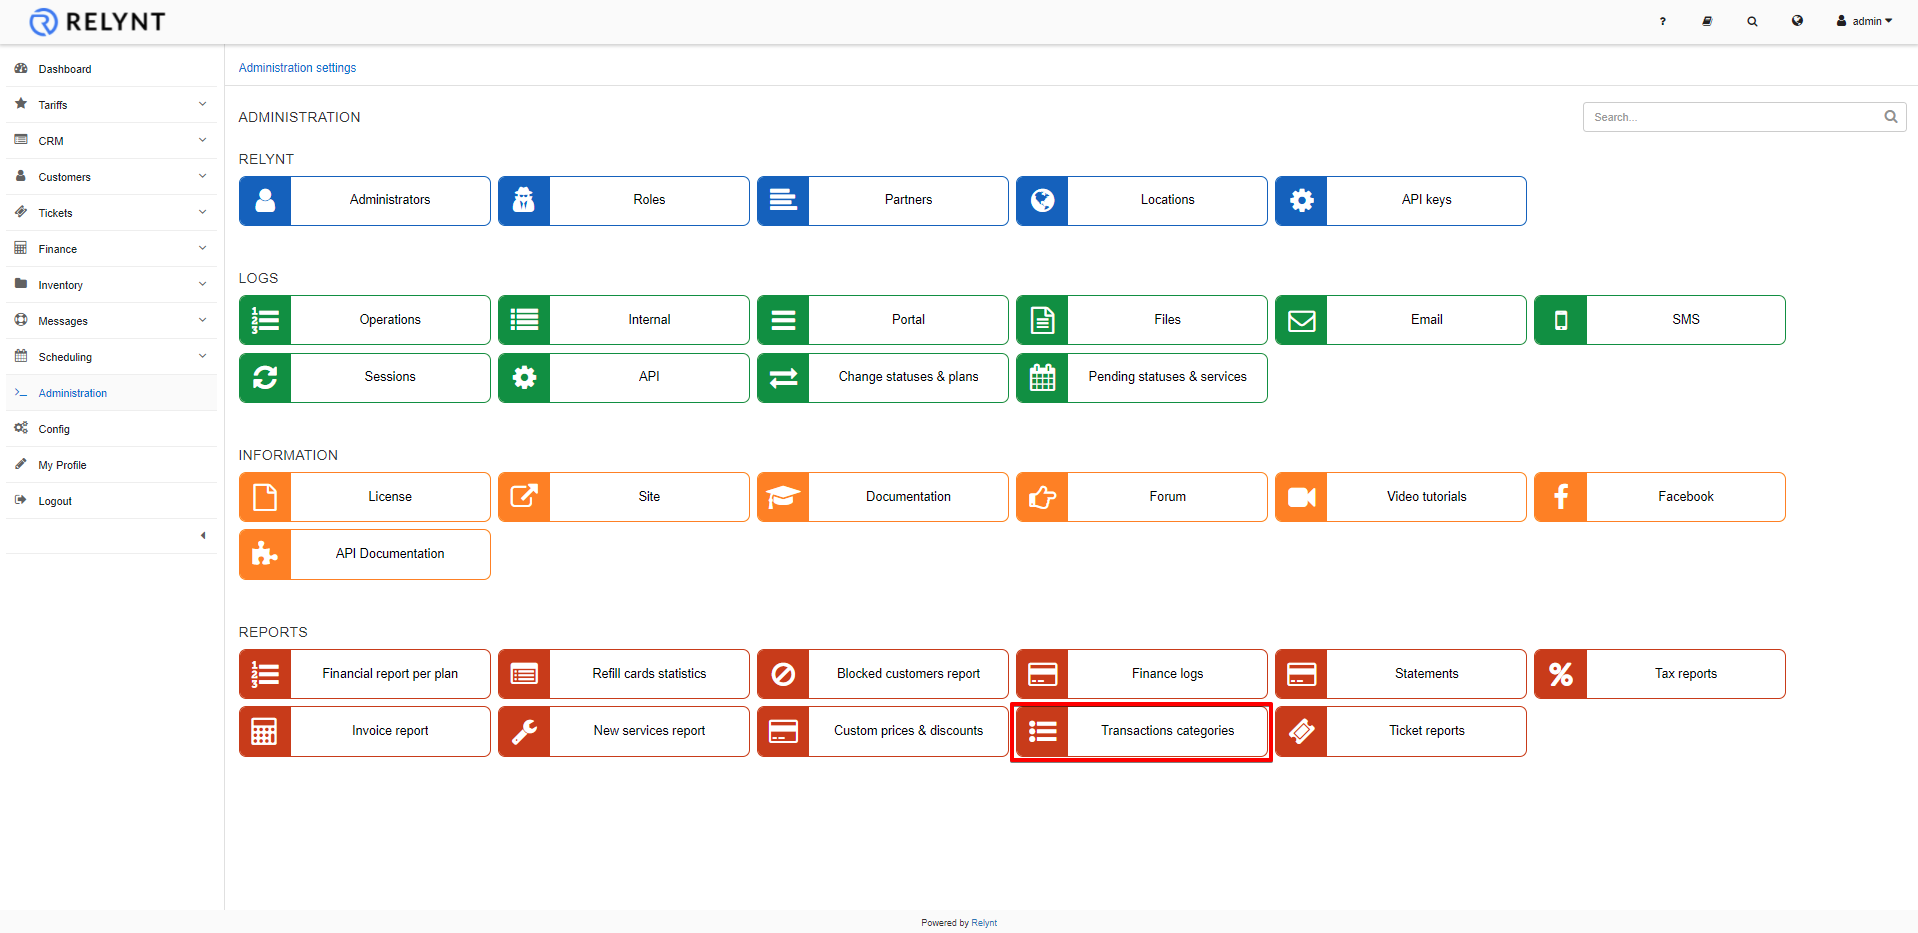 RELYNT
?
admin
Dashboard
Tariffs
CRM
Customers
Tickets
Finance
Inventory
Messages
Scheduling
Administration
Config
My Profile
Logout
Administration settings
ADMINISTRATION
Search...
RELYNT
Administrators
Roles
Partners
Locations
API keys
LOGS
Operations
Internal
Portal
Files
Email
SMS
Sessions
API
Change statuses & plans
Pending statuses & services
INFORMATION
License
Site
Documentation
Forum
Video tutorials
Facebook
API Documentation
REPORTS
Financial report per plan
Refill cards statistics
Blocked customers report
Finance logs
Statements
Tax reports
Invoice report
New services report
Custom prices & discounts
Transactions categories
Ticket reports
Powered by Relynt